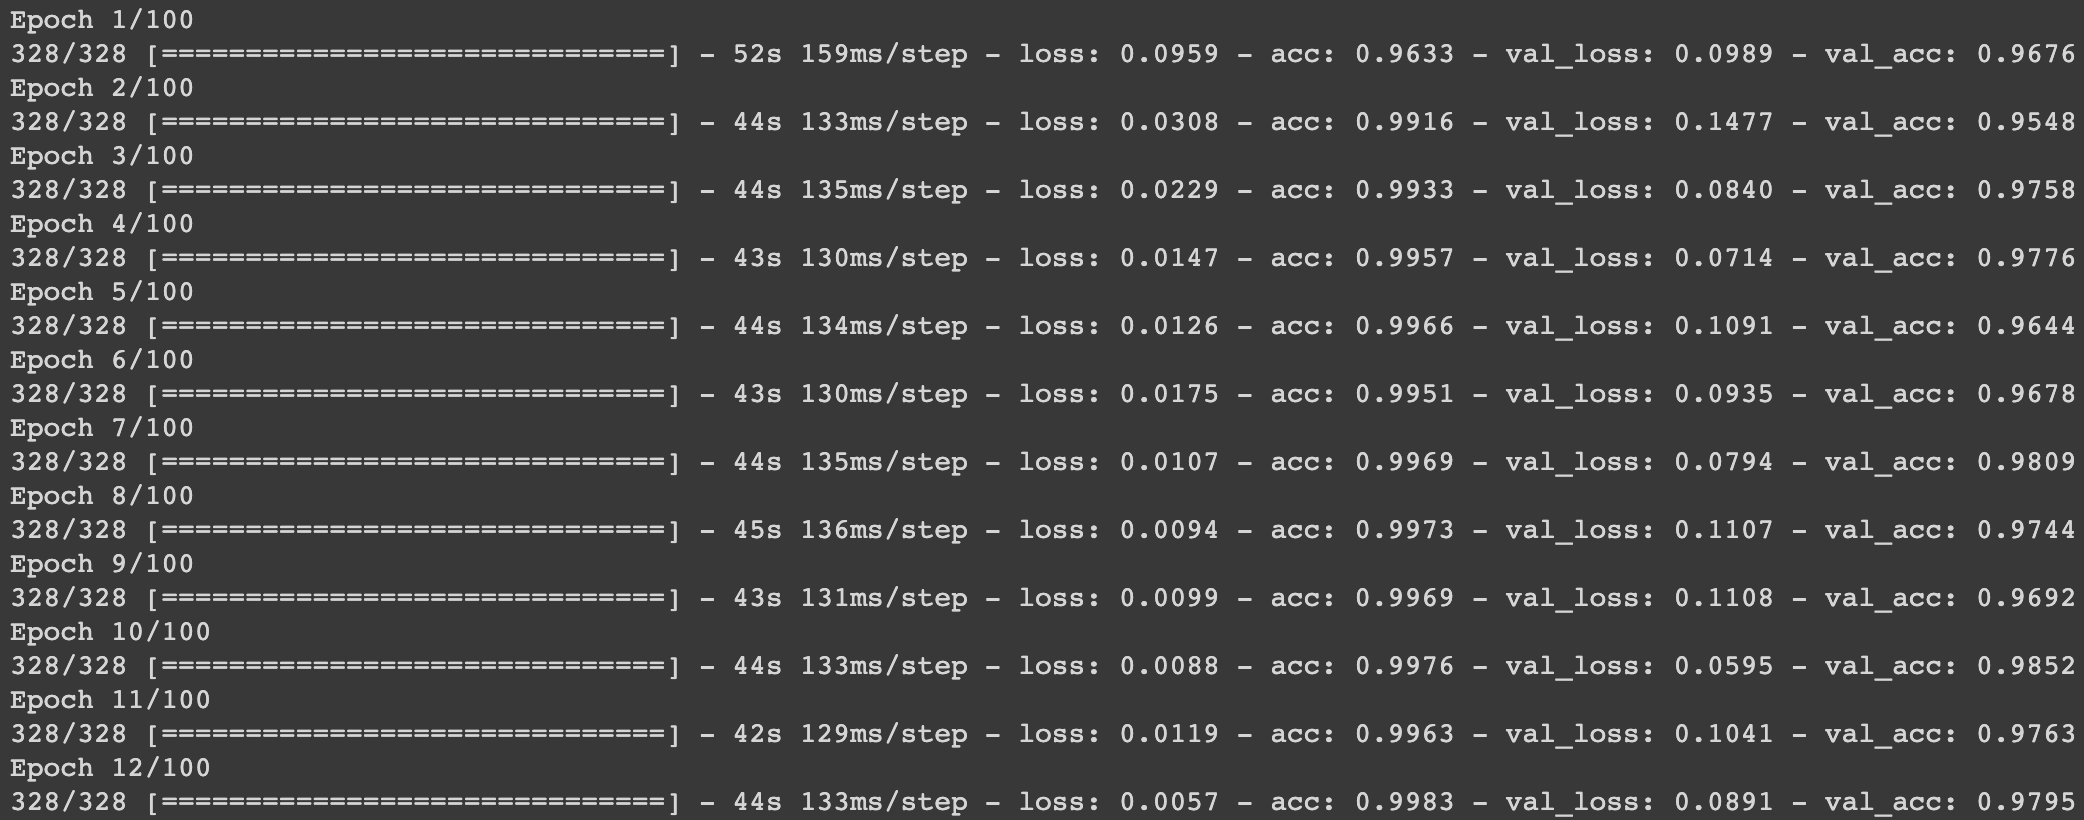 Epoch 1/100
328/328 [==============================] - 52s 159ms/step - loss: 0.0959 - acc: 0.9633 - val_loss: 0.0989 - val_acc: 0.9676
Epoch 2/100
328/328 [==============================] - 44s 133ms/step - loss: 0.0308 - acc: 0.9916 - val_loss: 0.1477 - val_acc: 0.9548
Epoch 3/100
328/328 [==============================] - 44s 135ms/step - loss: 0.0229 - acc: 0.9933 - val_loss: 0.0840 - val_acc: 0.9758
Epoch 4/100
328/328 [==============================] - 43s 130ms/step - loss: 0.0147 - acc: 0.9957 - val_loss: 0.0714 - val_acc: 0.9776
Epoch 5/100
328/328 [==============================] - 44s 134ms/step - loss: 0.0126 - acc: 0.9966 - val_loss: 0.1091 - val_acc: 0.9644
Epoch 6/100
328/328 [==============================] - 43s 130ms/step - loss: 0.0175 - acc: 0.9951 - val_loss: 0.0935 - val_acc: 0.9678
Epoch 7/100
328/328 [==============================] - 44s 135ms/step - loss: 0.0107 - acc: 0.9969 - val_loss: 0.0794 - val_acc: 0.9809
Epoch 8/100
328/328 [==============================] - 45s 136ms/step - loss: 0.0094 - acc: 0.9973 - val_loss: 0.1107 - val_acc: 0.9744
Epoch 9/100
328/328 [==============================] - 43s 131ms/step - loss: 0.0099 - acc: 0.9969 - val_loss: 0.1108 - val_acc: 0.9692
Epoch 10/100
328/328 [==============================] - 44s 133ms/step - loss: 0.0088 - acc: 0.9976 - val_loss: 0.0595 - val_acc: 0.9852
Epoch 11/100
328/328 [==============================] - 42s 129ms/step - loss: 0.0119 - acc: 0.9963 - val_loss: 0.1041 - val_acc: 0.9763
Epoch 12/100
328/328 [==============================] - 44s 133ms/step - loss: 0.0057 - acc: 0.9983 - val_loss: 0.0891 - val_acc: 0.9795